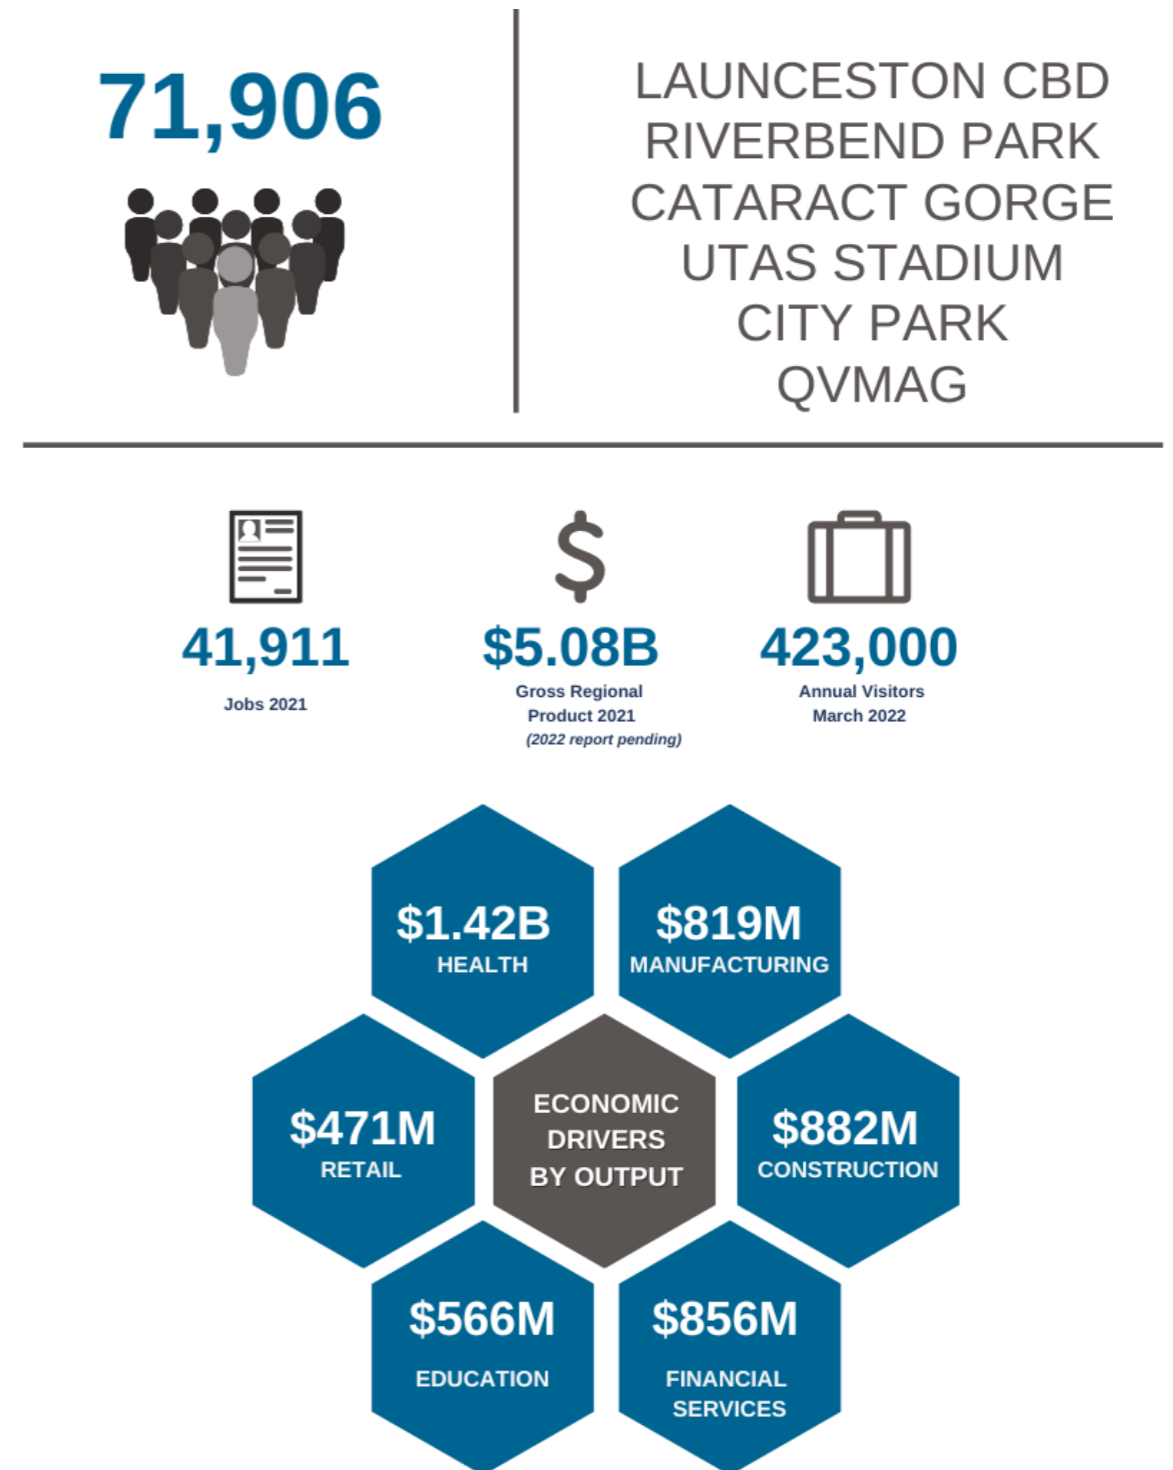 71,906
LAUNCESTON CBD
RIVERBEND PARK
CATARACT GORGE
UTAS STADIUM
CITY PARK
QVMAG
41,911
Jobs 2021
$5.08B
Gross Regional
Product 2021
(2022 report pending)
423,000
Annual Visitors
March 2022
$1.42B
HEALTH
$819M
MANUFACTURING
$471M
RETAIL
ECONOMIC
DRIVERS
BY OUTPUT
$882M
CONSTRUCTION
$566M
EDUCATION
$856M
FINANCIAL
SERVICES